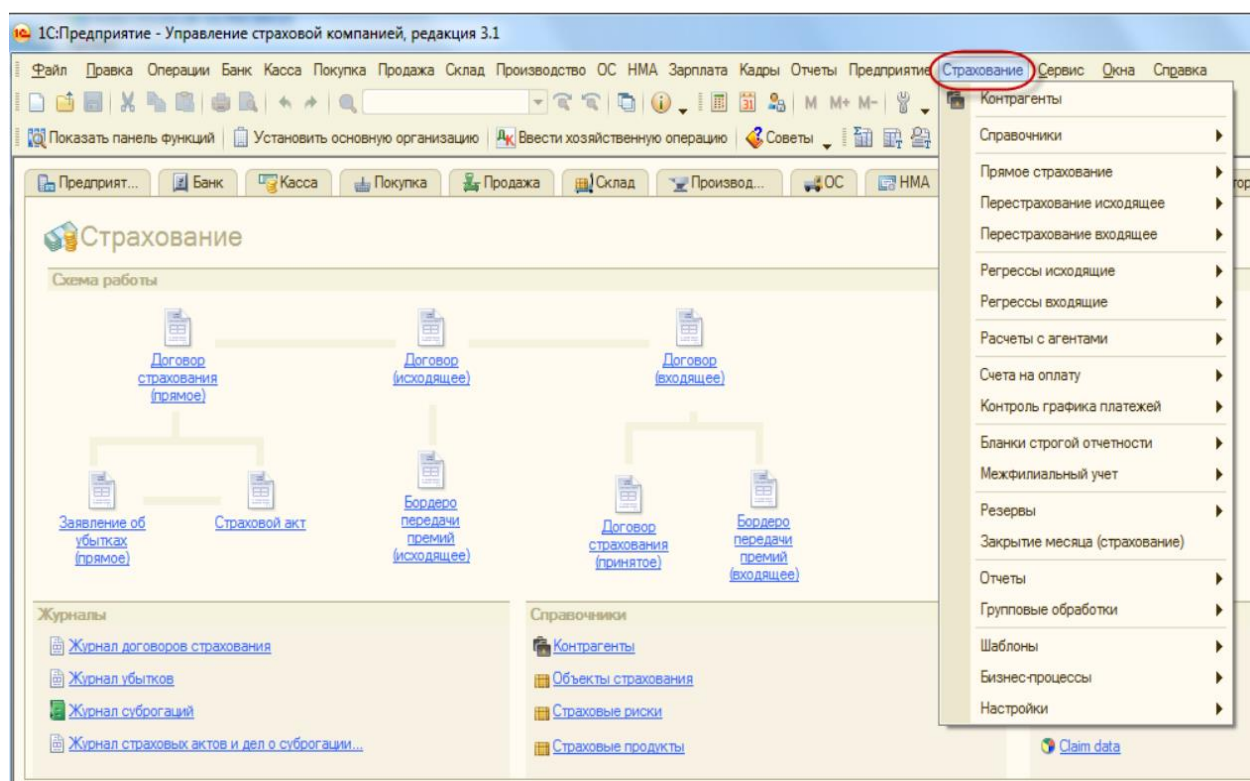 1С:Предприятие - Управление страховой компанией, редакция 3.1
Файл Правка Операции Банк Касса Покупка Продажа Склад Производство ОС НМА Зарплата Кадры Отчеты Предприятие Страхование Сервис Окна Справка
M M+ M-
Показать панель функций Установить основную организацию Ввести хозяйственную операцию Советы
Предприят... Банк Касса Покупка Продажа Склад Производ... ОС НМА
Страхование
Схема работы
Договор страхования (прямое)
Договор (исходящее)
Договор (входящее)
Заявление об убытках (прямое)
Страховой акт
Бордеро передачи премий (исходящее)
Договор страхования (принятое)
Бордеро передачи премий (входящее)
Журналы
Журнал договоров страхования
Журнал убытков
Журнал суброгаций
Журнал страховых актов и дел о суброгации...
Справочники
Контрагенты
Объекты страхования
Страховые риски
Страховые продукты
Claim data
Контрагенты
Справочники
Прямое страхование
Перестрахование исходящее
Перестрахование входящее
Регрессы исходящие
Регрессы входящие
Расчеты с агентами
Счета на оплату
Контроль графика платежей
Бланки строгой отчетности
Межфилиальный учет
Резервы
Закрытие месяца (страхование)
Отчеты
Групповые обработки
Шаблоны
Бизнес-процессы
Настройки